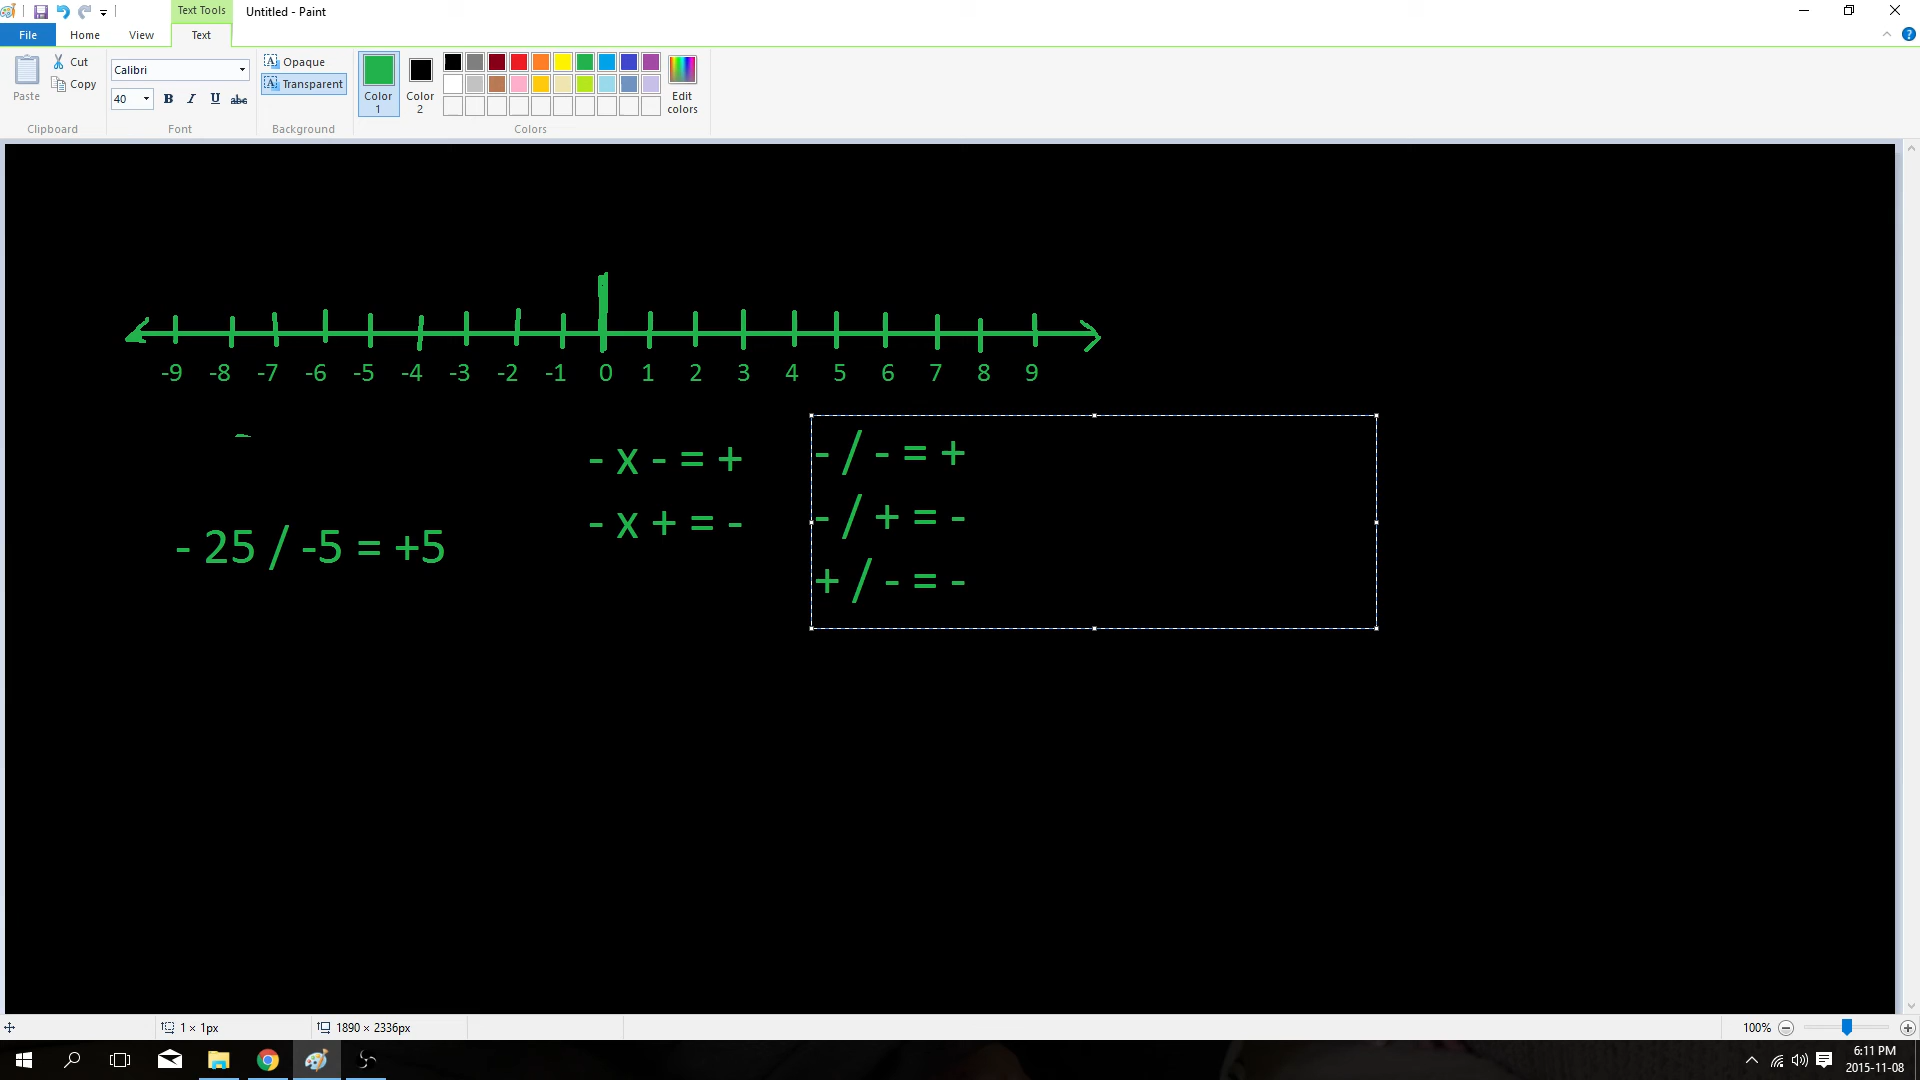 Text Tools
Untitled - Paint
File
Home
View
Text
Paste
Cut
Copy
Clipboard
Calibri
40
B I U abc
Font
Opaque
Transparent
Background
Color 1
Color 2
Edit colors
Colors
-9 -8 -7 -6 -5 -4 -3 -2 -1 0 1 2 3 4 5 6 7 8 9
- x - = +
- x + = -
- / - = +
- / + = -
+ / - = -
- 25 / -5 = +5
1 × 1px
1890 × 2336px
100%
6:11 PM
2015-11-08